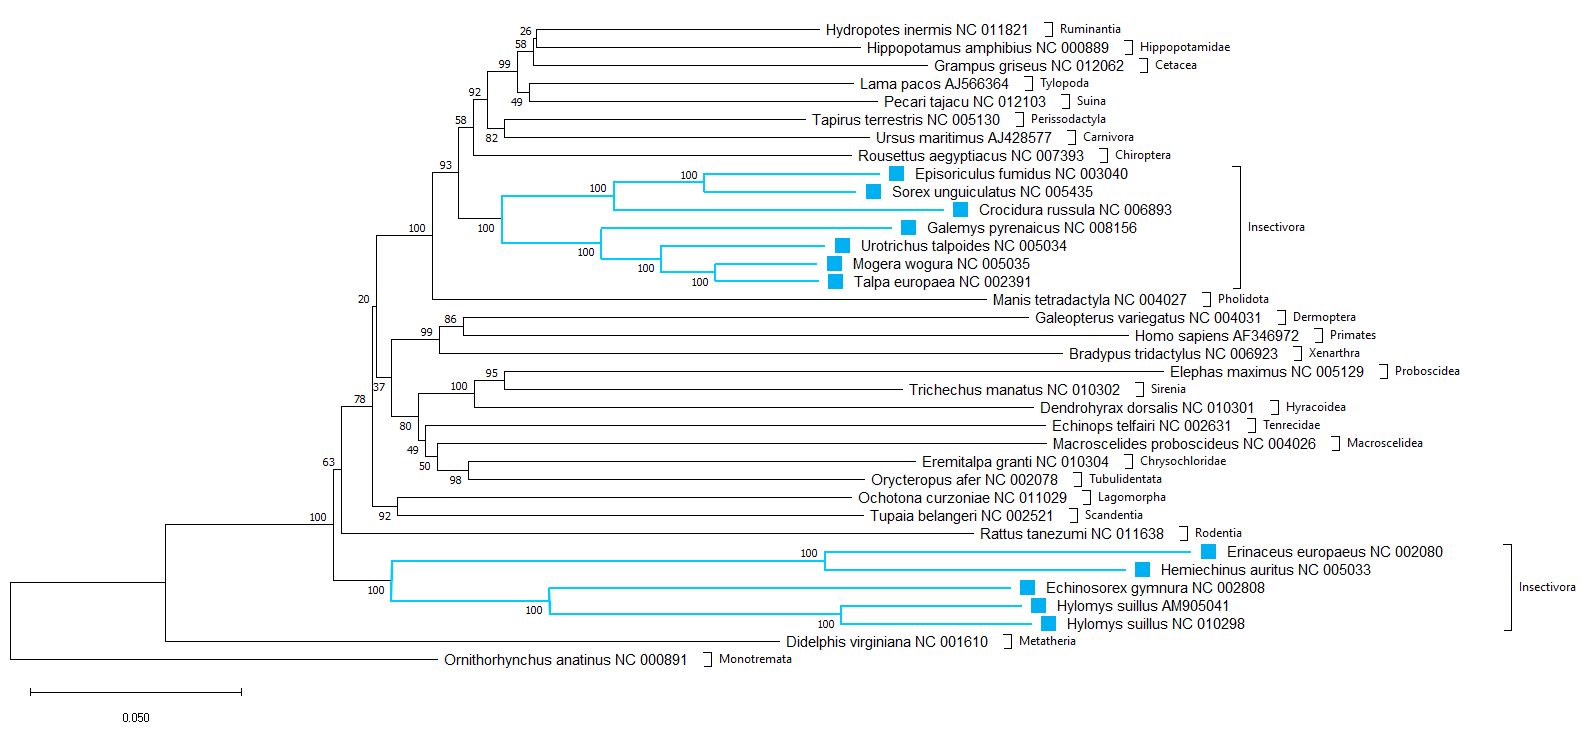 26
Hydropotes inermis NC 011821 Ruminantia
58
Hippopotamus amphibius NC 000889 Hippopotamidae
99
Grampus griseus NC 012062 Cetacea
Lama pacos AJ566364 Tylopoda
92
49
Pecari tajacu NC 012103 Suina
58
Tapirus terrestris NC 005130 Perissodactyla
82
Ursus maritimus AJ428577 Carnivora
Rousettus aegyptiacus NC 007393 Chiroptera
93
100
Episoriculus fumidus NC 003040
100
Sorex unguiculatus NC 005435
Crocidura russula NC 006893
100
100
Galemys pyrenaicus NC 008156
Insectivora
Urotrichus talpoides NC 005034
100
Mogera wogura NC 005035
100
Talpa europaea NC 002391
100
20
Manis tetradactyla NC 004027 Pholidota
86
Galeopterus variegatus NC 004031 Dermoptera
99
Homo sapiens AF346972 Primates
Bradypus tridactylus NC 006923 Xenarthra
95
Elephas maximus NC 005129 Proboscidea
37
100
Trichechus manatus NC 010302 Sirenia
78
Dendrohyrax dorsalis NC 010301 Hyracoidea
80
Echinops telfairi NC 002631 Tenrecidae
49
Macroscelides proboscideus NC 004026 Macroscelidea
63
50
Eremitalpa granti NC 010304 Chrysochloridae
98
Orycteropus afer NC 002078 Tubulidentata
Ochotona curzoniae NC 011029 Lagomorpha
92
Tupaia belangeri NC 002521 Scandentia
100
Rattus tanezumi NC 011638 Rodentia
100
Erinaceus europaeus NC 002080
Hemiechinus auritus NC 005033
100
Echinosorex gymnura NC 002808
Insectivora
100
Hylomys suillus AM905041
100
Hylomys suillus NC 010298
Didelphis virginiana NC 001610 Metatheria
Ornithorhynchus anatinus NC 000891 Monotremata
0.050